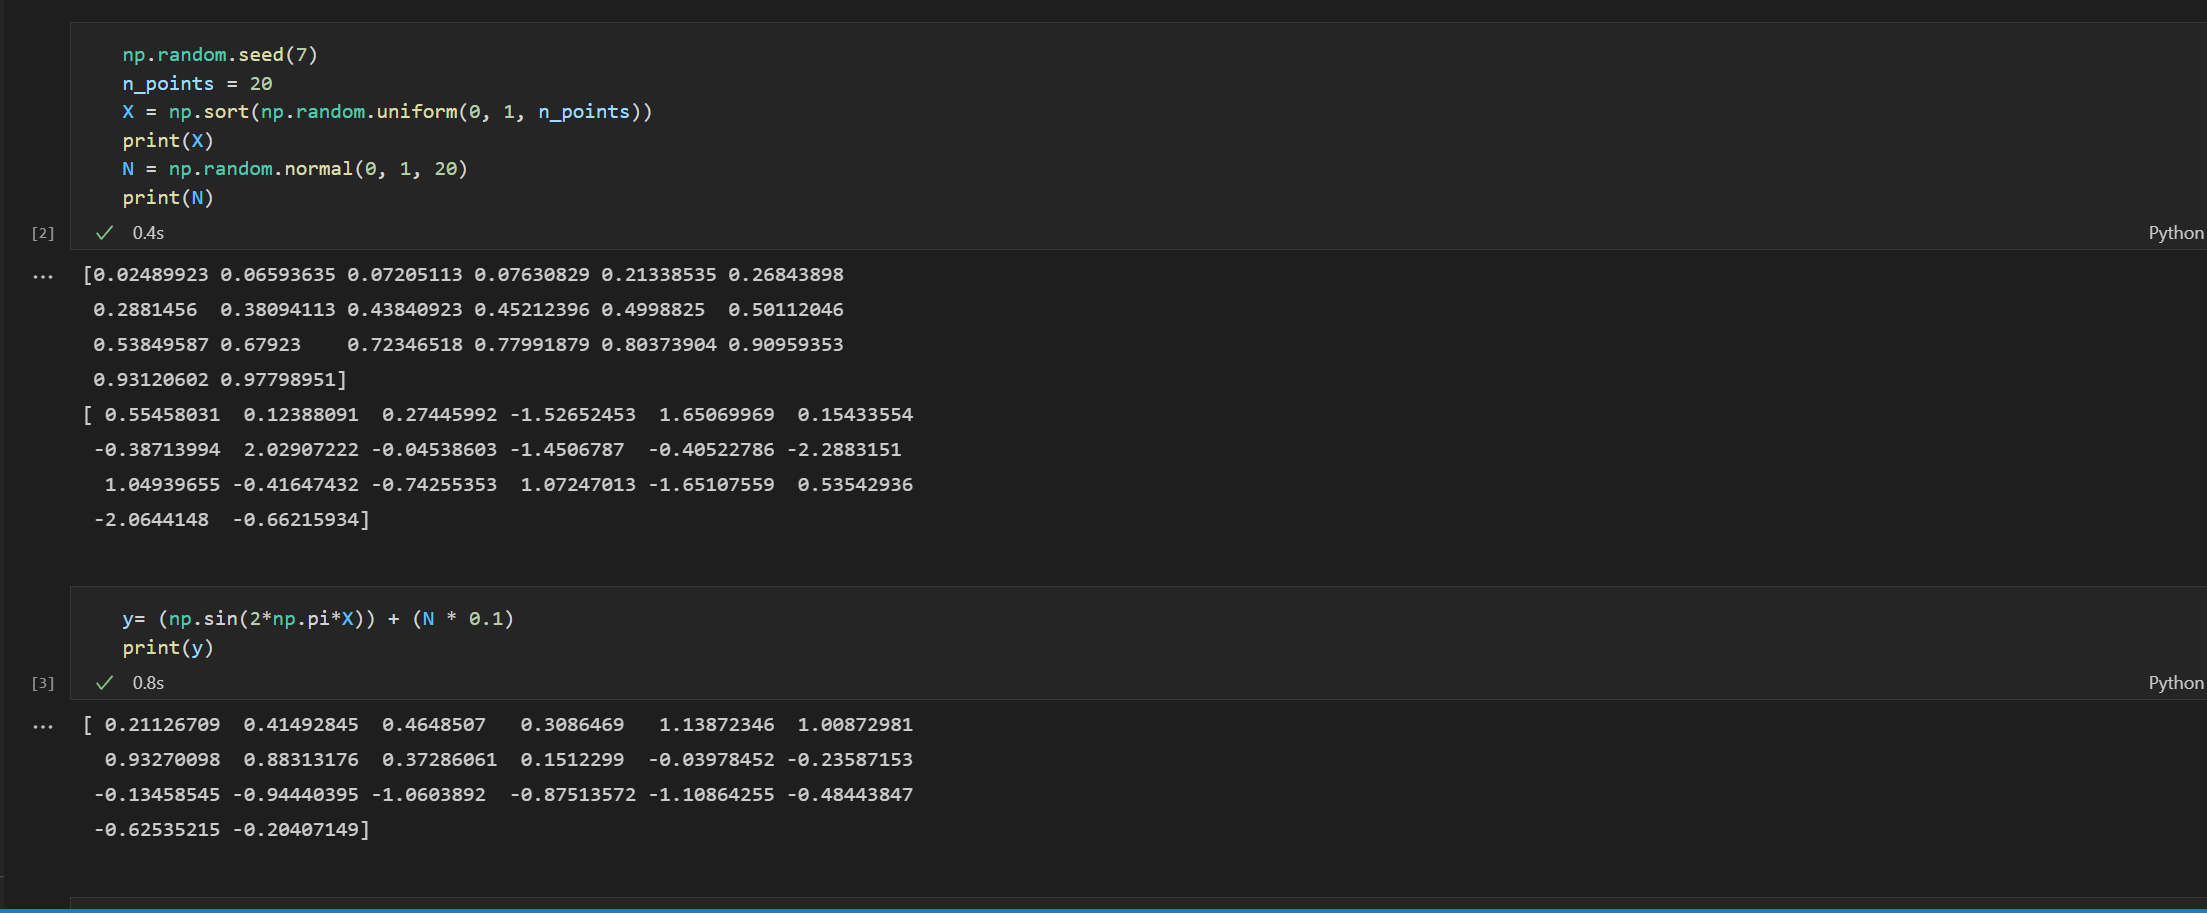 np.random.seed(7)
n_points = 20
X = np.sort(np.random.uniform(0, 1, n_points))
print(X)
N = np.random.normal(0, 1, 20)
print(N)
[2] ✓ 0.4s Python
... [0.02489923 0.06593635 0.07205113 0.07630829 0.21338535 0.26843898
0.2881456  0.38094113 0.43840923 0.45212396 0.4998825  0.50112046
0.53849587 0.67923    0.72346518 0.77991879 0.80373904 0.90959353
0.93120602 0.97798951]
[ 0.55458031  0.12388091  0.27445992 -1.52652453  1.65069969  0.15433554
-0.38713994  2.02907222 -0.04538603 -1.4506787  -0.40522786 -2.2883151
1.04939655 -0.41647432 -0.74255353  1.07247013 -1.65107559  0.53542936
-2.0644148  -0.66215934]
y= (np.sin(2*np.pi*X)) + (N * 0.1)
print(y)
[3] ✓ 0.8s Python
... [ 0.21126709  0.41492845  0.4648507   0.3086469   1.13872346  1.00872981
0.93270098  0.88313176  0.37286061  0.1512299  -0.03978452 -0.23587153
-0.13458545 -0.94440395 -1.0603892  -0.87513572 -1.10864255 -0.48443847
-0.62535215 -0.20407149]